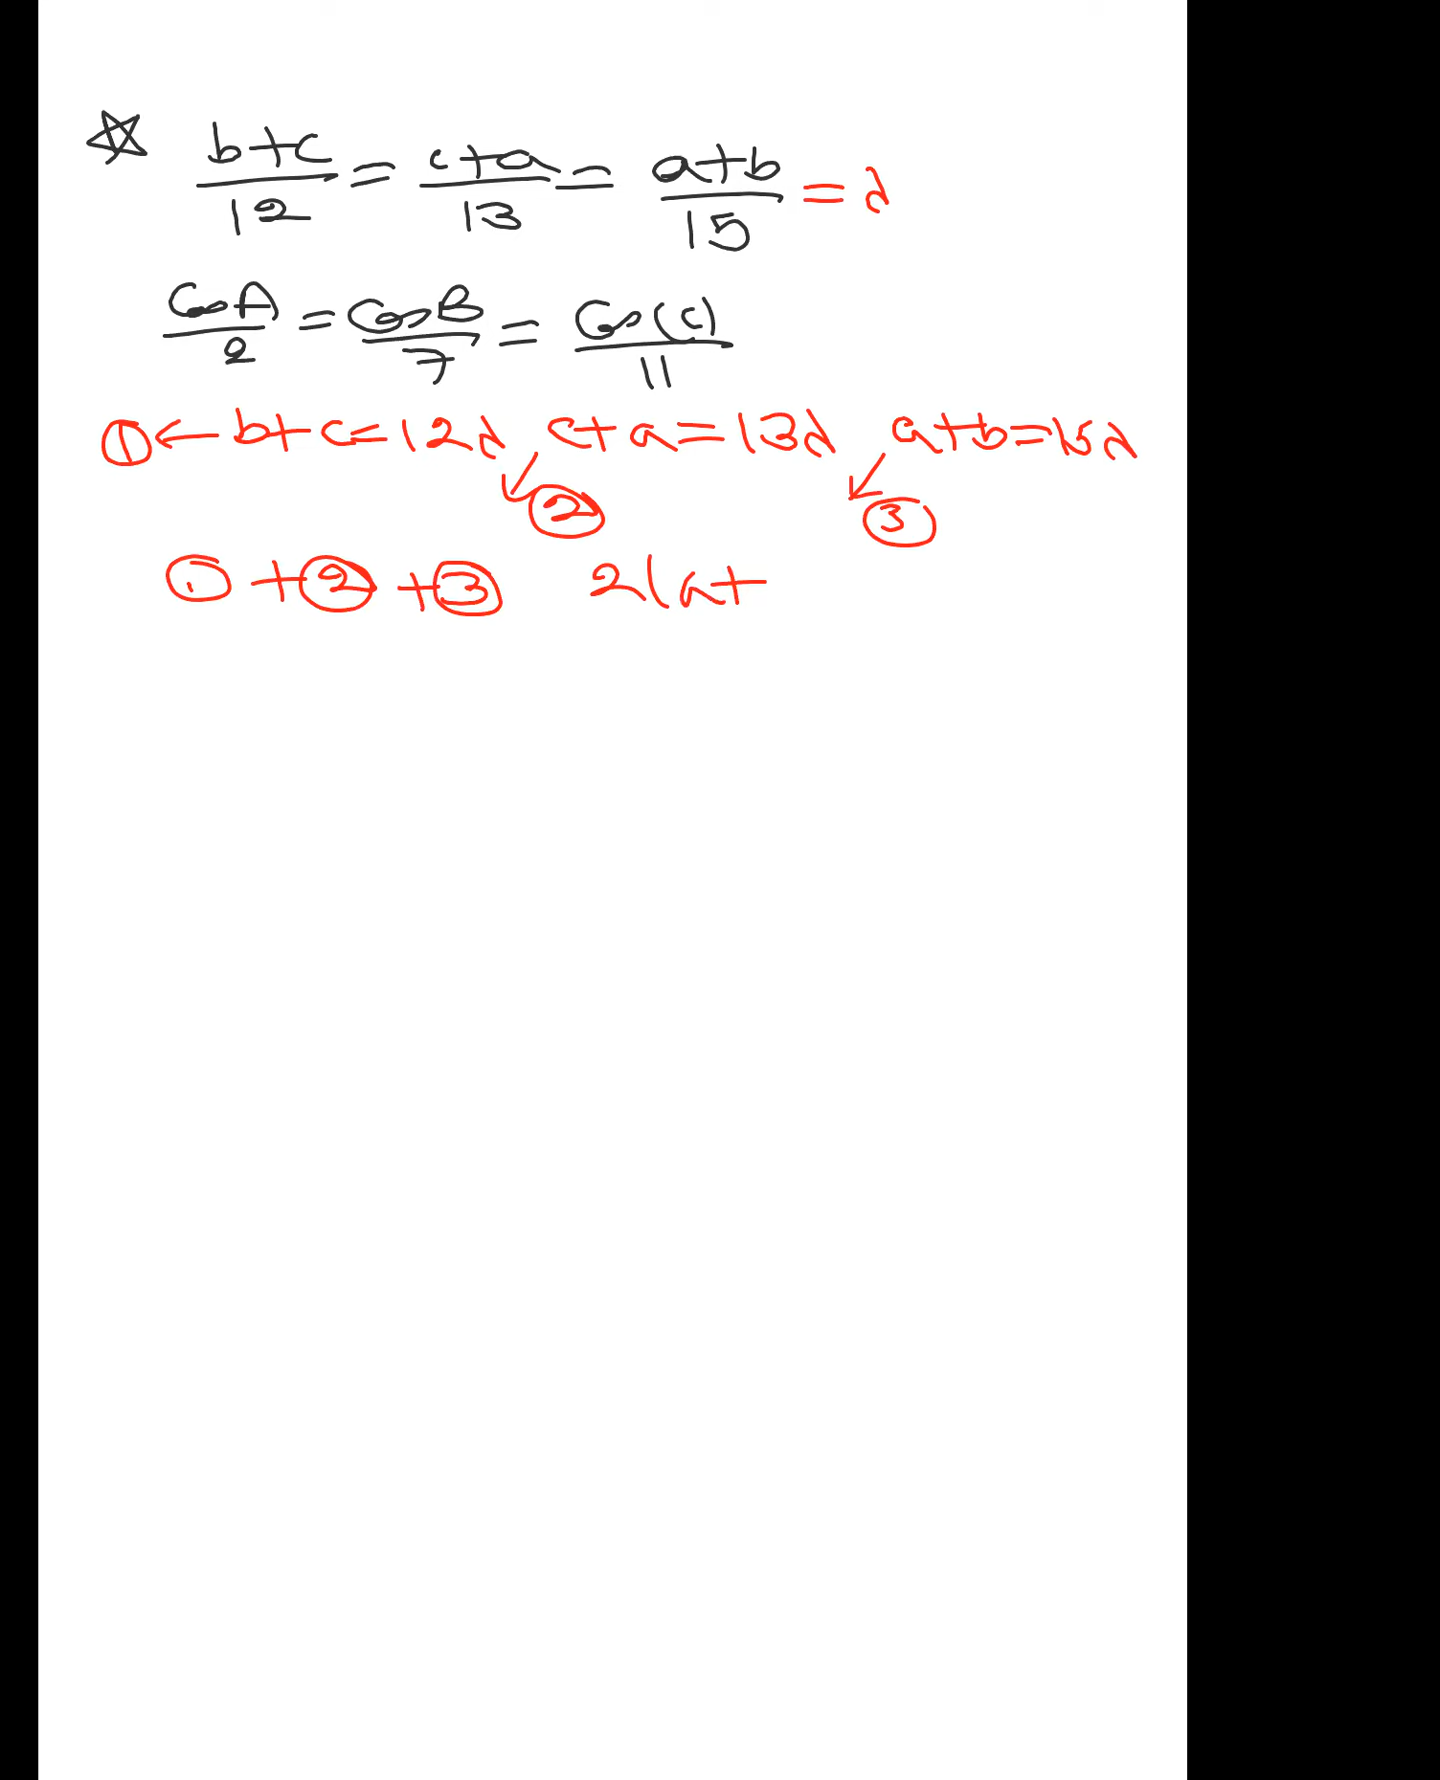 ☆ b+c/12 = c+a/13 = a+b/15 = λ
CosA/2 = CosB/7 = Cos(c)/11
① ← b+c=12λ c+a=13λ a+b=15λ
② ③
① + ② + ③ 2(a+